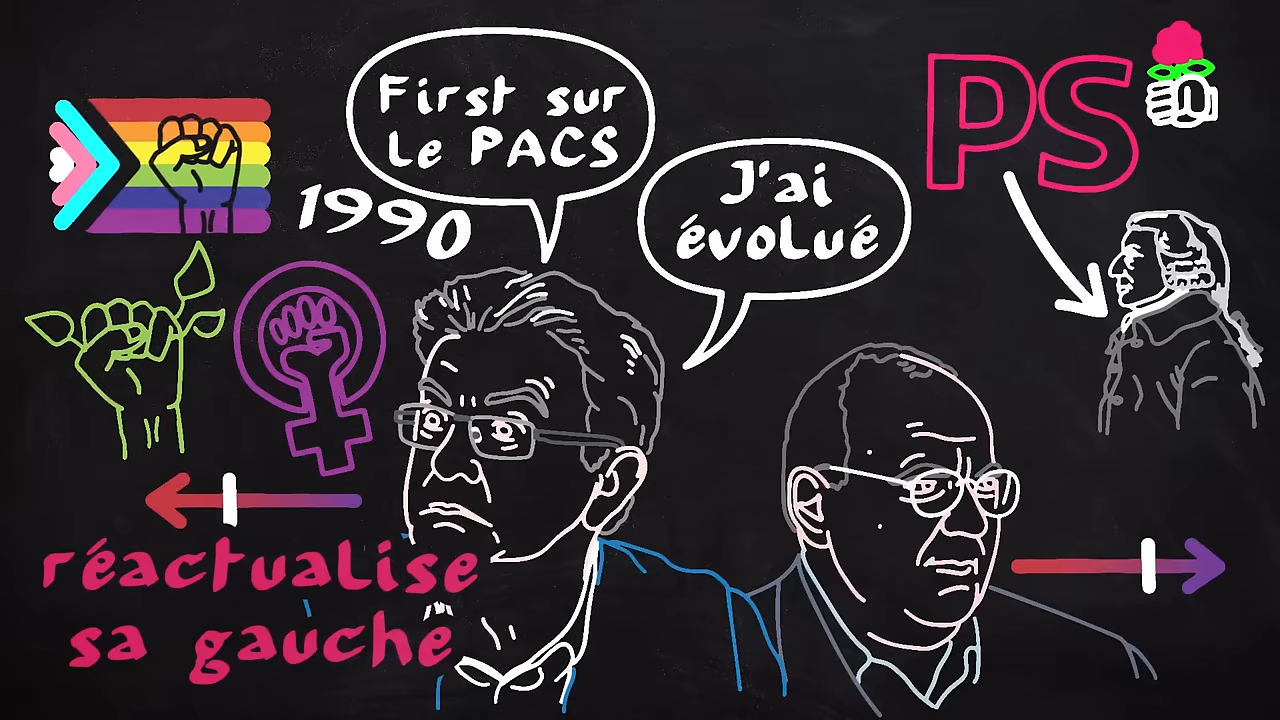 First sur
le PACS
1990
J'ai
évolué
PS
réactualise
sa gauche